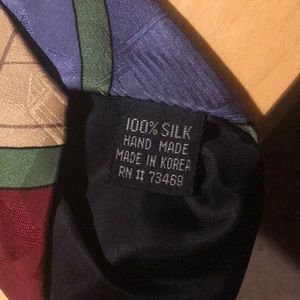 100% SILK
HAND MADE
MADE IN KOREA
RN # 73469